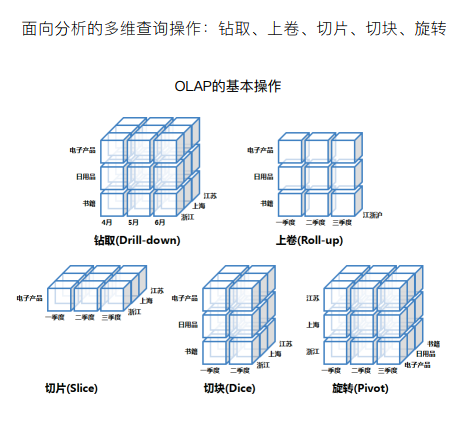 面向分析的多维查询操作：钻取、上卷、切片、切块、旋转
OLAP的基本操作
电子产品
日用品
书籍
4月 5月 6月
江苏
上海
浙江
钻取(Drill-down)
电子产品
日用品
书籍
一季度 二季度 三季度
江浙沪
上卷(Roll-up)
电子产品
一季度 二季度 三季度
江苏
上海
浙江
切片(Slice)
电子产品
日用品
书籍
一季度 二季度
江苏
上海
浙江
切块(Dice)
江苏
上海
浙江
一季度 二季度 三季度
书籍
日用品
电子产品
旋转(Pivot)